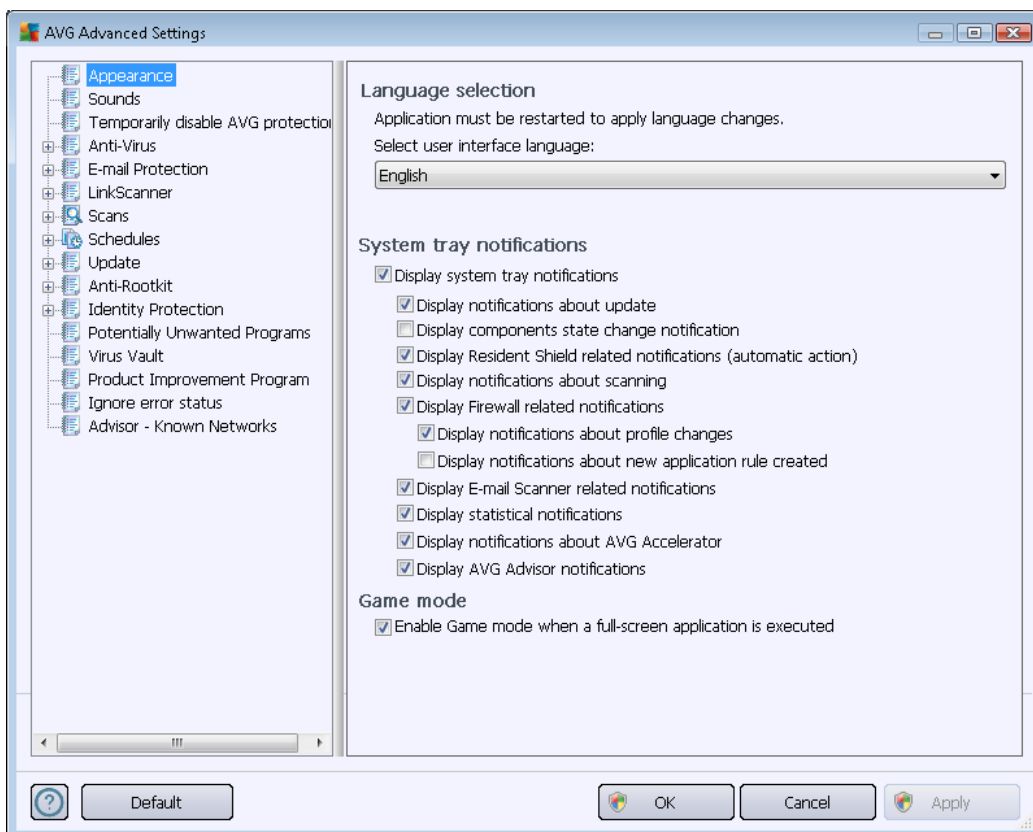 AVG Advanced Settings
Appearance
Sounds
Temporarily disable AVG protection
Anti-Virus
E-mail Protection
LinkScanner
Scans
Schedules
Update
Anti-Rootkit
Identity Protection
Potentially Unwanted Programs
Virus Vault
Product Improvement Program
Ignore error status
Advisor - Known Networks
Language selection
Application must be restarted to apply language changes.
Select user interface language:
English
System tray notifications
Display system tray notifications
Display notifications about update
Display components state change notification
Display Resident Shield related notifications (automatic action)
Display notifications about scanning
Display Firewall related notifications
Display notifications about profile changes
Display notifications about new application rule created
Display E-mail Scanner related notifications
Display statistical notifications
Display notifications about AVG Accelerator
Display AVG Advisor notifications
Game mode
Enable Game mode when a full-screen application is executed
?
Default
OK
Cancel
Apply